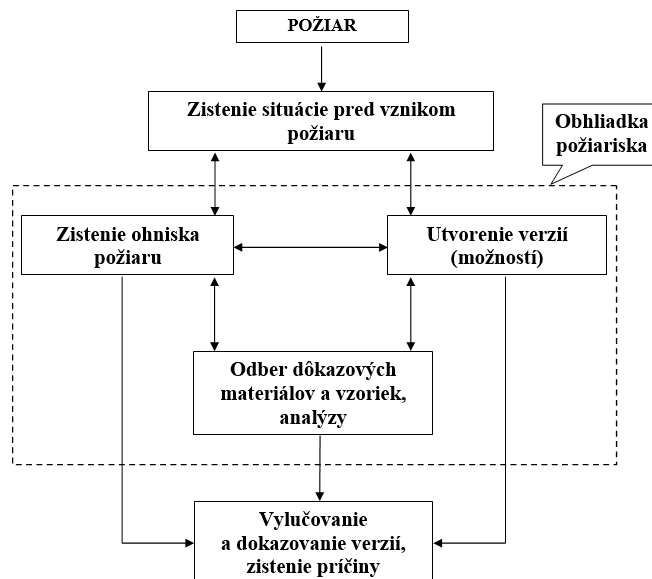 POŽIAR
Zistenie situácie pred vznikom
požiaru
Obhliadka
požiariska
Zistenie ohniska
požiaru
Utvorenie verzií
(možností)
Odber dôkazových
materiálov a vzoriek,
analýzy
Vylučovanie
a dokazovanie verzií,
zistenie príčiny